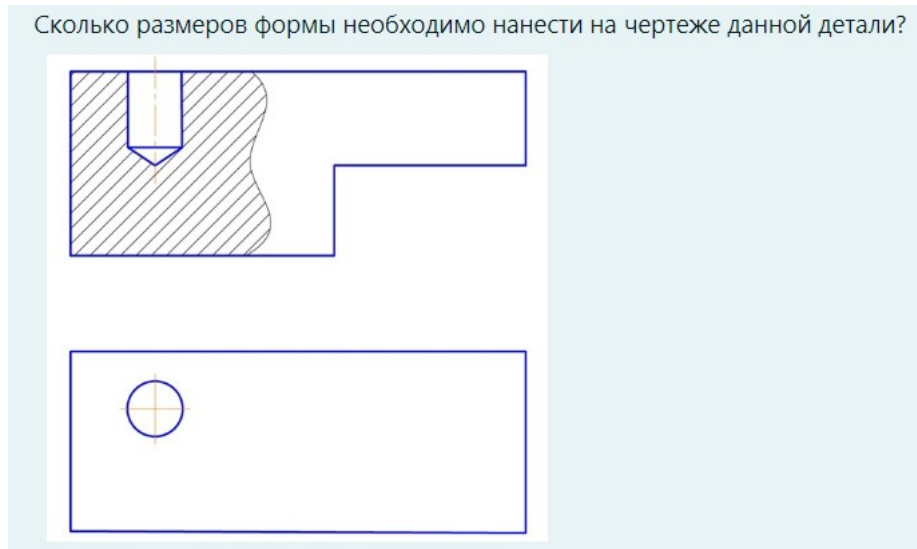 Сколько размеров формы необходимо нанести на чертеже данной детали?